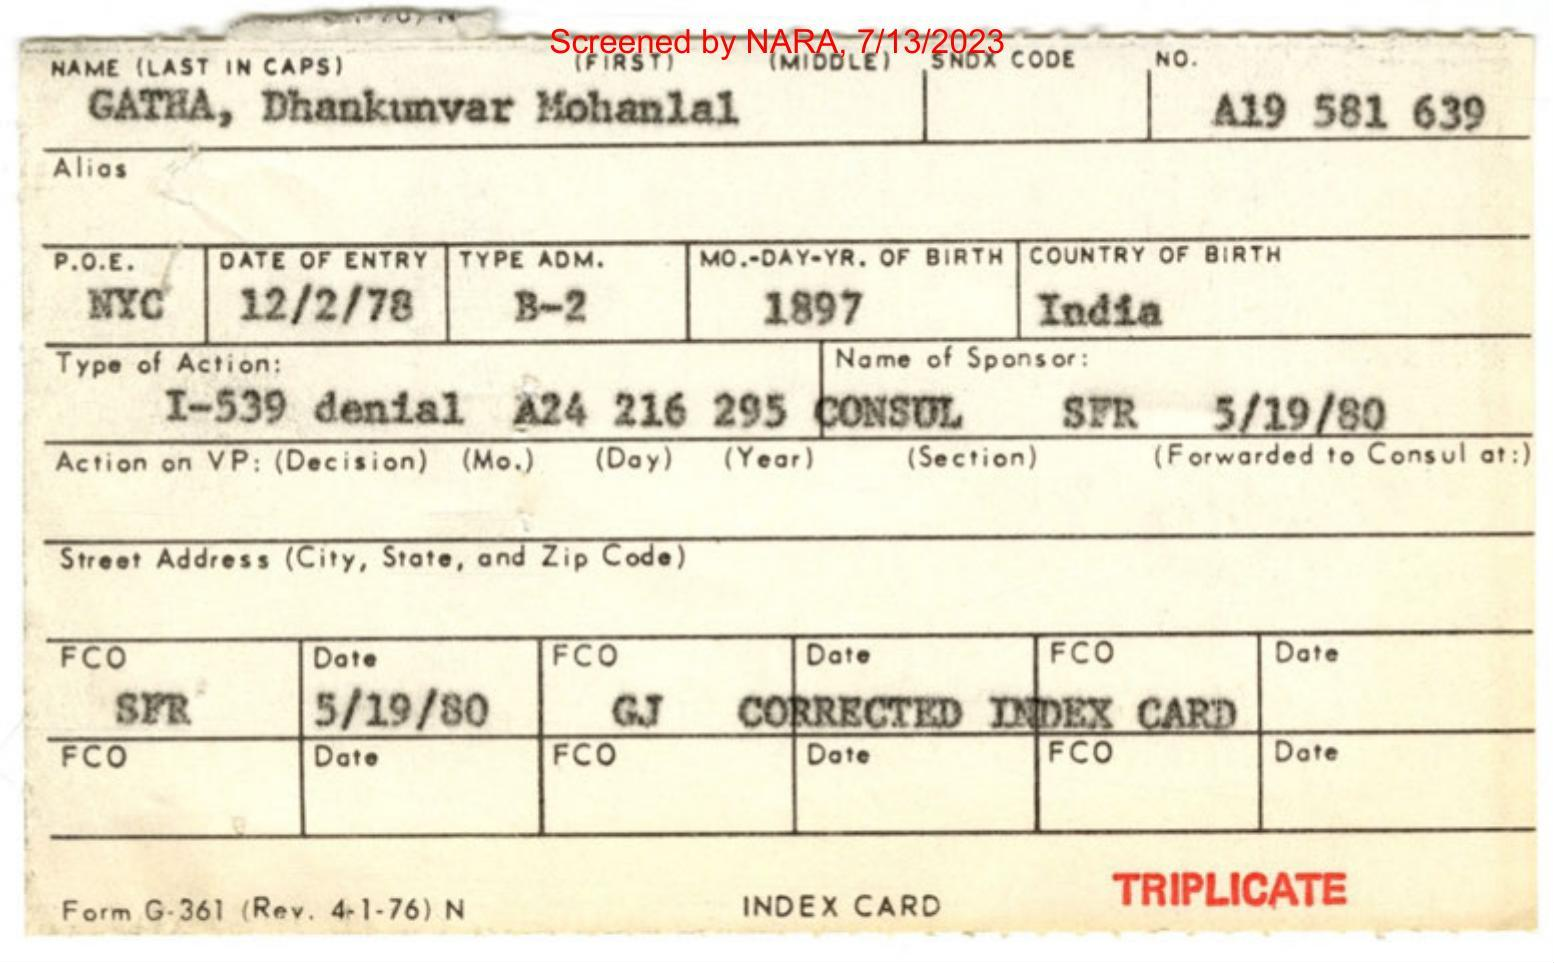 Screened by NARA, 7/13/2023
NAME (LAST IN CAPS) (FIRST) (MIDDLE) SNDX CODE NO.
GATHA, Dhankunvar Mohanlal A19 581 639
Alias
P.O.E. DATE OF ENTRY TYPE ADM. MO.-DAY-YR. OF BIRTH COUNTRY OF BIRTH
NYC 12/2/78 B-2 1897 India
Type of Action: Name of Sponsor:
I-539 denial A24 216 295 CONSUL SFR 5/19/80
Action on VP: (Decision) (Mo.) (Day) (Year) (Section) (Forwarded to Consul at:)
Street Address (City, State, and Zip Code)
FCO Date FCO Date FCO Date
SFR 5/19/80 GJ CORRECTED INDEX CARD
FCO Date FCO Date FCO Date
TRIPLICATE
Form G-361 (Rev. 4-1-76) N INDEX CARD